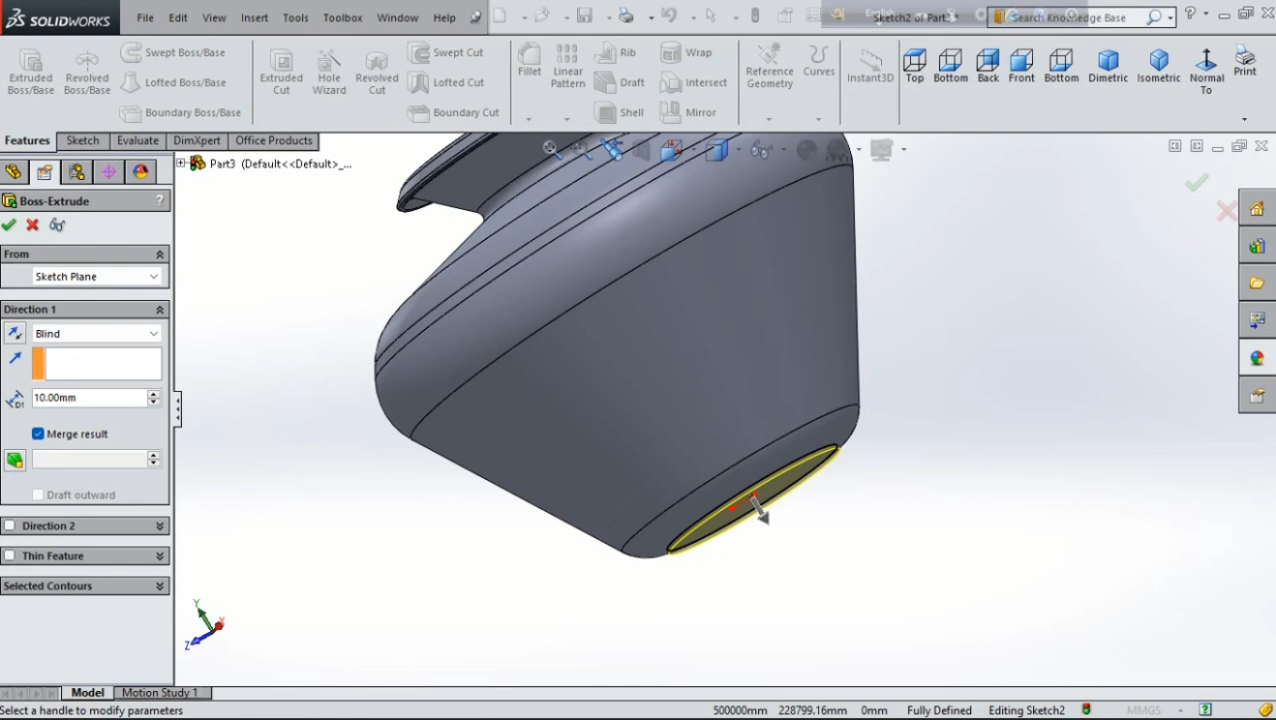 SOLIDWORKS File Edit View Insert Tools Toolbox Window Help English Sketch2 of Part3 * Search Knowledge Base ?
Extruded Boss/Base
Revolved Boss/Base
Swept Boss/Base
Lofted Boss/Base
Boundary Boss/Base
Extruded Cut
Hole Wizard
Revolved Cut
Swept Cut
Lofted Cut
Boundary Cut
Fillet
Linear Pattern
Rib
Draft
Shell
Wrap
Intersect
Mirror
Reference Geometry
Curves
Instant3D
Top
Bottom
Back
Front
Bottom
Dimetric
Isometric
Normal To
Print
Features Sketch Evaluate DimXpert Office Products
Part3 (Default<<Default>_...
Boss-Extrude ?
From
Sketch Plane
Direction 1
Blind
D1 10.00mm
Merge result
Draft outward
Direction 2
Thin Feature
Selected Contours
Y
X
Z
Model Motion Study 1
Select a handle to modify parameters 500000mm 228799.16mm 0mm Fully Defined Editing Sketch2 MMGS ?